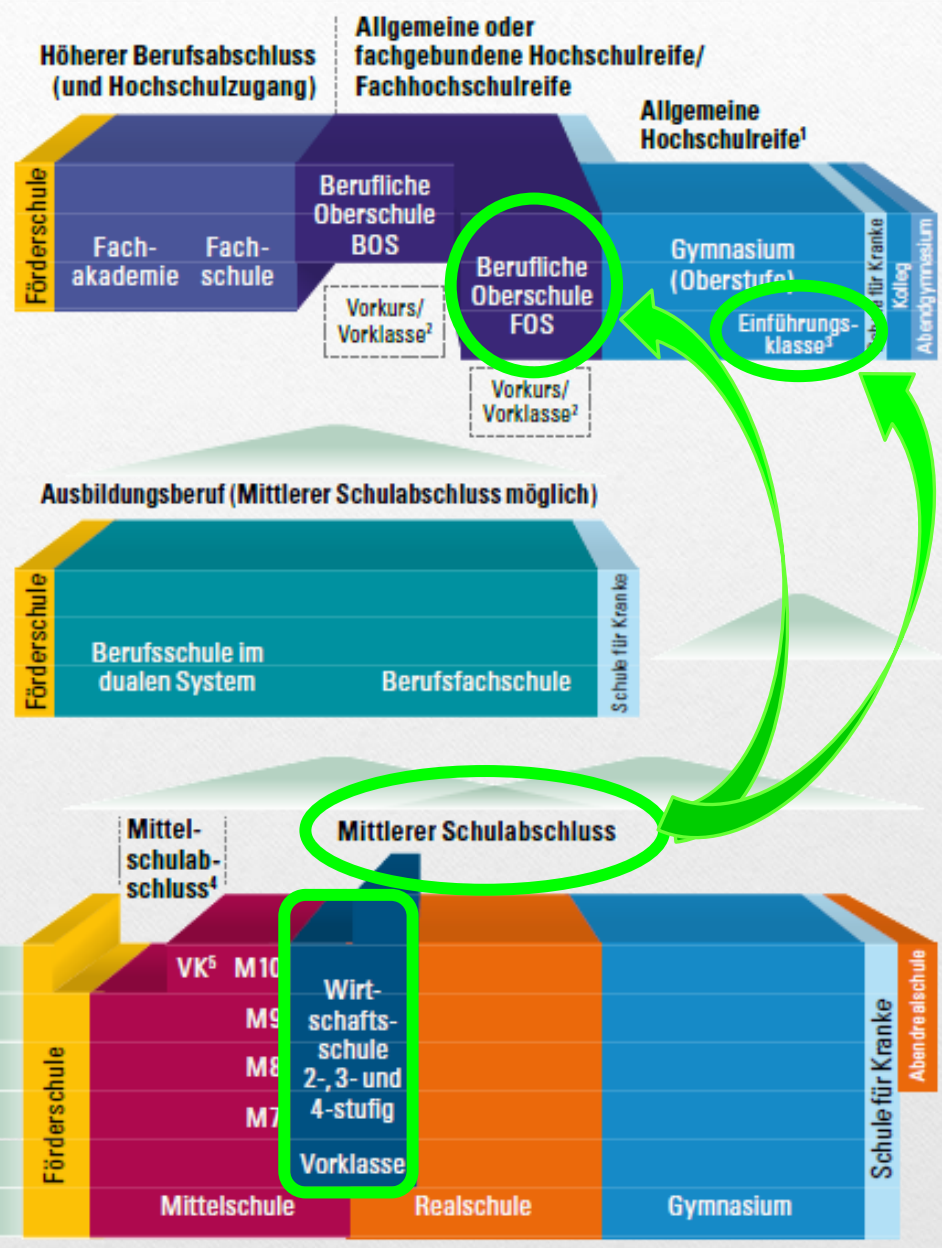 Höherer Berufsabschluss
(und Hochschulzugang)
Allgemeine oder
fachgebundene Hochschulreife/
Fachhochschulreife
Allgemeine
Hochschulreife¹
Förderschule
Fach-
akademie
Fach-
schule
Berufliche
Oberschule
BOS
Vorkurs/
Vorklasse²
Berufliche
Oberschule
FOS
Vorkurs/
Vorklasse²
Gymnasium
(Oberstufe)
Einführungs-
klasse³
Schule für Kranke
Kolleg
Abendgymnasium
Ausbildungsberuf (Mittlerer Schulabschluss möglich)
Förderschule
Berufsschule im
dualen System
Berufsfachschule
Schule für Kranke
Mittel-
schulab-
schluss⁴
Mittlerer Schulabschluss
Förderschule
VK⁵ M10
M9
M8
M7
Mittelschule
Wirt-
schafts-
schule
2-, 3- und
4-stufig
Vorklasse
Realschule
Gymnasium
Schule für Kranke
Abendrealschule